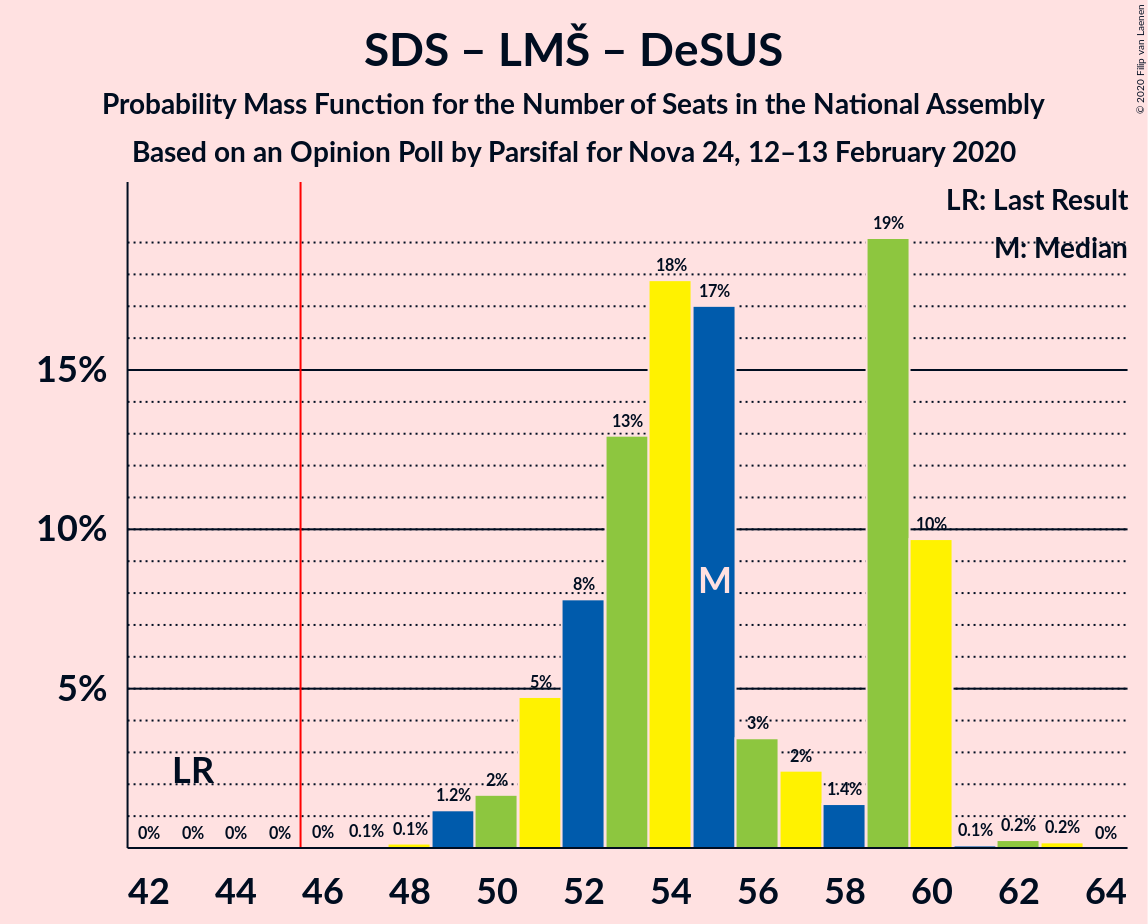 SDS – LMŠ – DeSUS
Probability Mass Function for the Number of Seats in the National Assembly
Based on an Opinion Poll by Parsifal for Nova 24, 12–13 February 2020
© 2020 Filip van Laenen
LR: Last Result
M: Median
15%
10%
5%
LR
M
0% 0% 0% 0% 0% 0.1% 0.1% 1.2% 2% 5% 8% 13% 18% 17% 3% 2% 1.4% 19% 10% 0.1% 0.2% 0.2% 0%
42 44 46 48 50 52 54 56 58 60 62 64